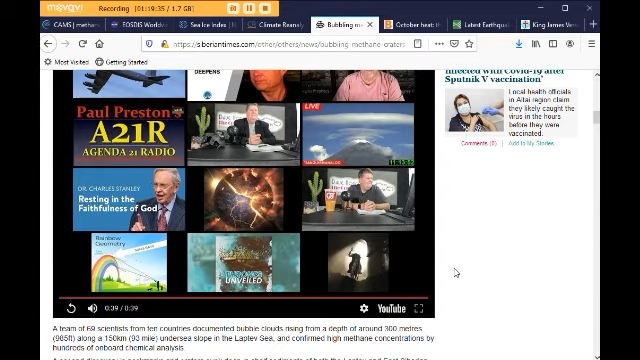 movavi
Recording
01:19:35 / 1.7 GB
CAMS | methane
EOSDIS Worldv
Sea Ice Index |
Climate Reanaly
Bubbling me
October heat: th
Latest Earthqual
King James Vers
https://siberiantimes.com/other/others/news/bubbling-methane-craters
Most Visited
Getting Started
DEEPENS
infected with Covid-19 after
Sputnik V vaccination'
Local health officials
in Altai region claim
they likely caught the
virus in the hours
before they were
vaccinated.
Comments (0)
Add to My Stories
Paul Preston's
A21R
AGENDA 21 RADIO
LIVE
DR. CHARLES STANLEY
Resting in the
Faithfulness of God
Rainbow
Geometry
UNVEILED
0:39 / 0:39
YouTube
A team of 69 scientists from ten countries documented bubble clouds rising from a depth of around 300 metres
(985ft) along a 150km (93 mile) undersea slope in the Laptev Sea, and confirmed high methane concentrations by
hundreds of onboard chemical analysis.